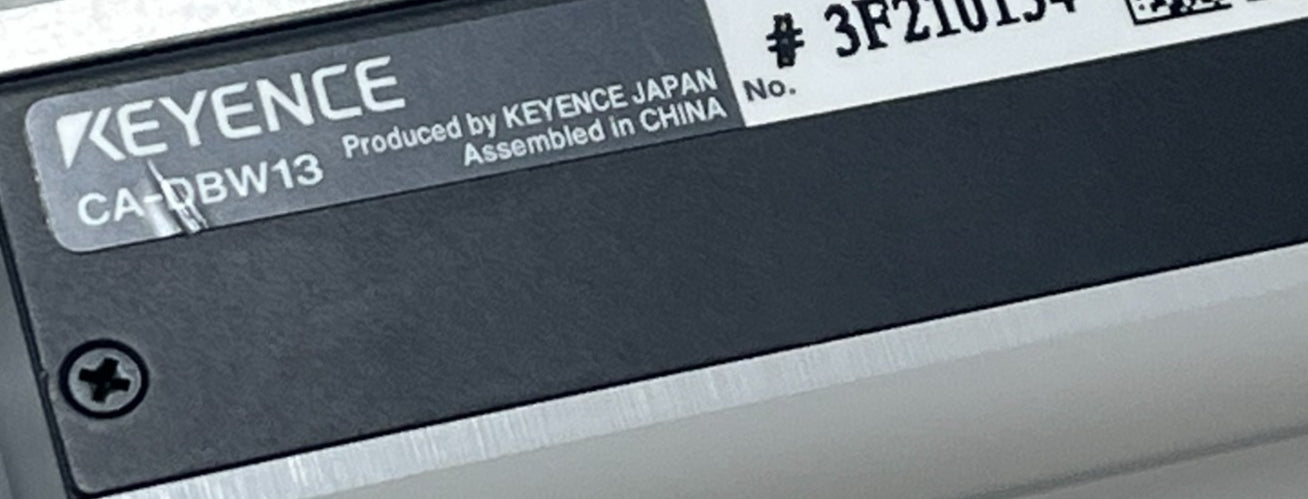 KEYENCE
CA-DBW13
Produced by KEYENCE JAPAN
Assembled in CHINA
No.